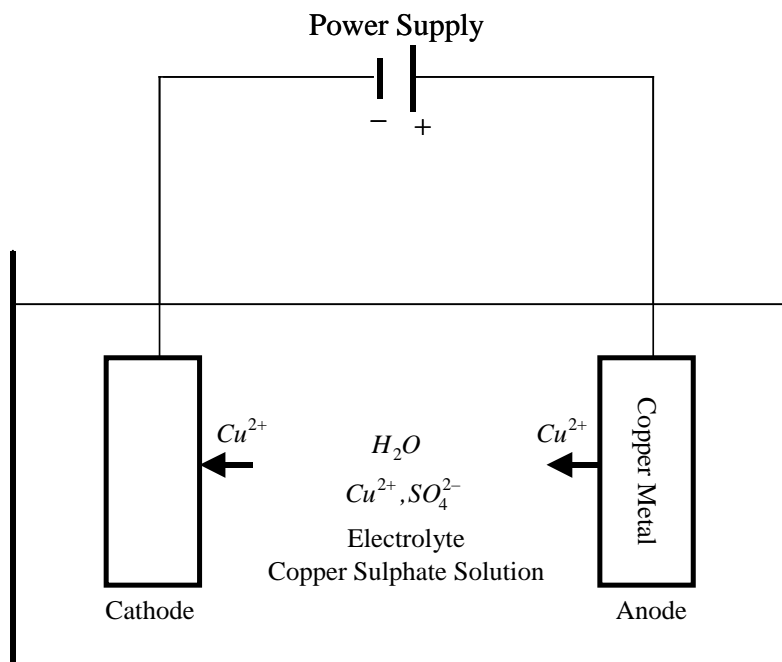 Power Supply
− +
Cu²⁺
H₂O
Cu²⁺
Copper Metal
Cu²⁺,SO₄²⁻
Electrolyte
Copper Sulphate Solution
Cathode
Anode